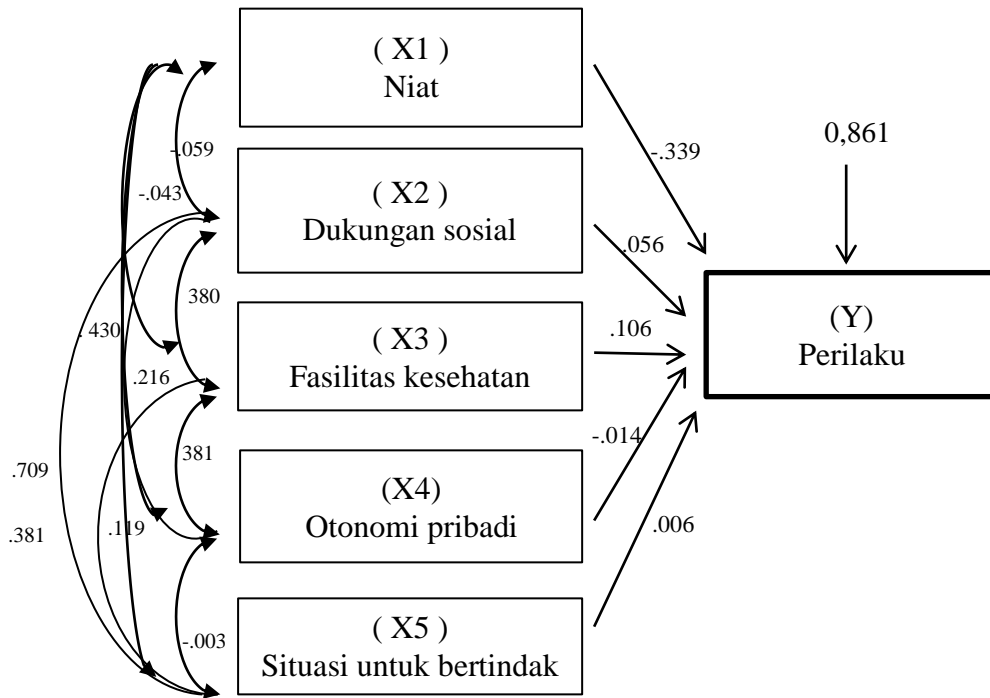 ( X1 )
Niat
0,861
-.059
-.339
-.043
( X2 )
Dukungan sosial
.056
380
. 430
( X3 )
Fasilitas kesehatan
.106
(Y)
Perilaku
.216
-.014
381
.709
(X4)
Otonomi pribadi
.381
.119
.006
-.003
( X5 )
Situasi untuk bertindak